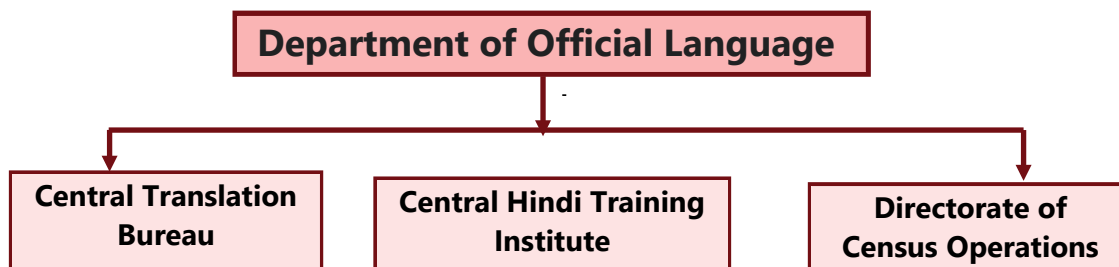 Department of Official Language
-
Central Translation
Bureau
Central Hindi Training
Institute
Directorate of
Census Operations